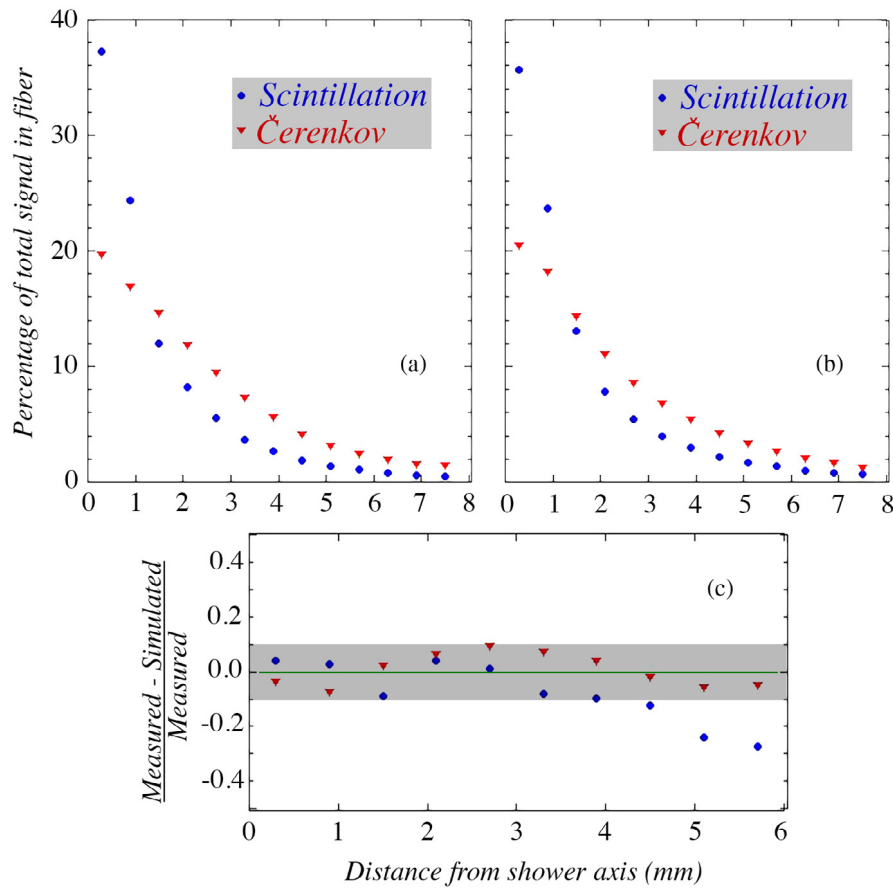 40
30
20
10
0
Percentage of total signal in fiber
Scintillation
Čerenkov
(a)
0 1 2 3 4 5 6 7 8
Scintillation
Čerenkov
(b)
0 1 2 3 4 5 6 7 8
Measured - Simulated
Measured
0.4
0.2
0.0
-0.2
-0.4
(c)
0 1 2 3 4 5 6
Distance from shower axis (mm)